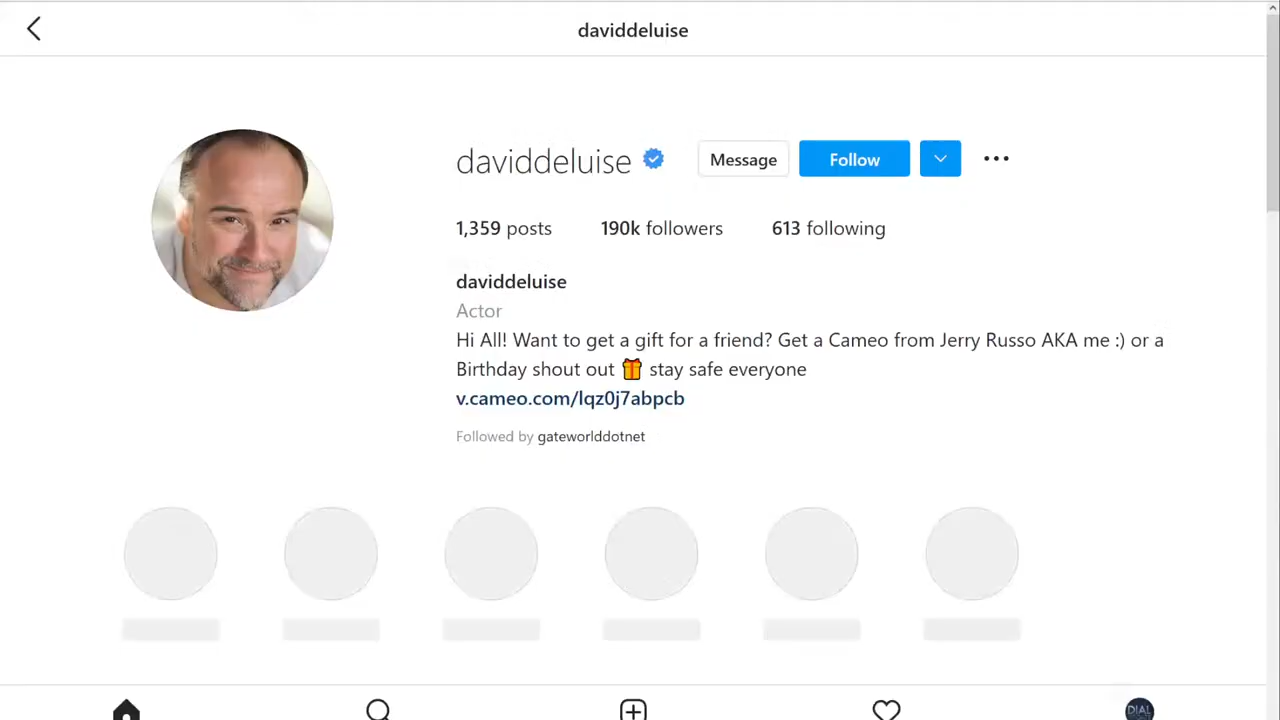 daviddeluise
daviddeluise Message Follow
1,359 posts 190k followers 613 following
daviddeluise
Actor
Hi All! Want to get a gift for a friend? Get a Cameo from Jerry Russo AKA me :) or a
Birthday shout out 🎁 stay safe everyone
v.cameo.com/lqz0j7abpcb
Followed by gateworlddotnet
DIAL